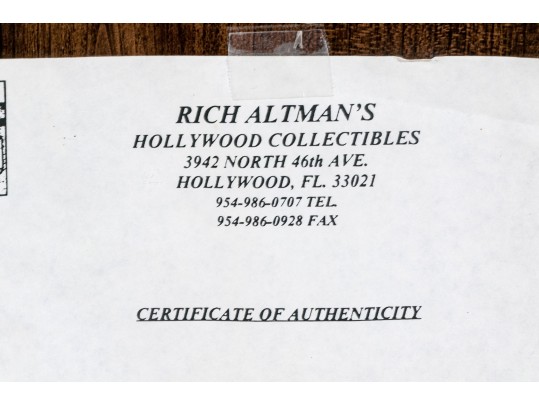 RICH ALTMAN'S
HOLLYWOOD COLLECTIBLES
3942 NORTH 46th AVE.
HOLLYWOOD, FL. 33021
954-986-0707 TEL.
954-986-0928 FAX
CERTIFICATE OF AUTHENTICITY